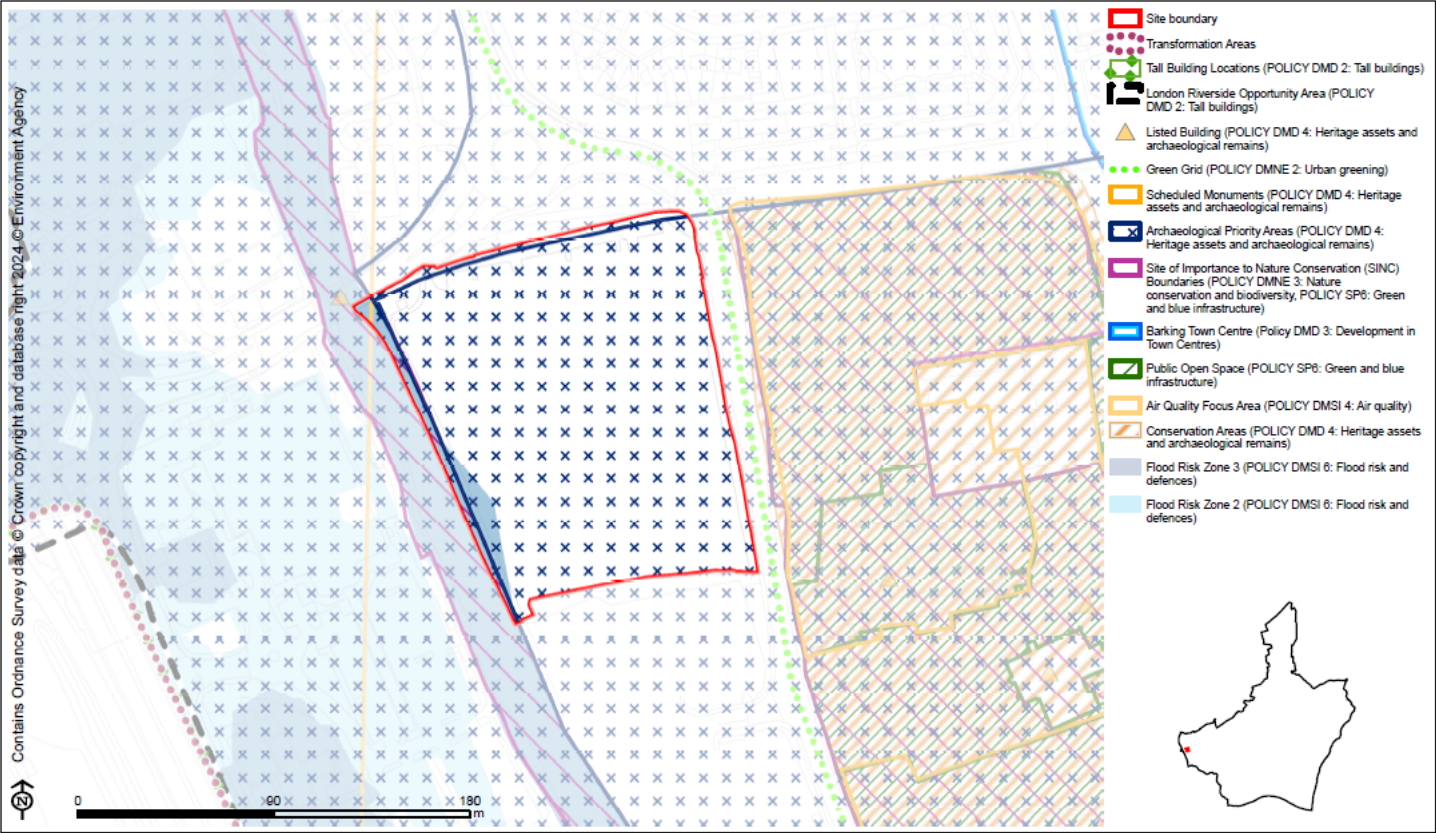 Contains Ordnance Survey data © Crown copyright and database right 2024 © Environment Agency
N
0 90 180
m
Site boundary
Transformation Areas
Tall Building Locations (POLICY DMD 2: Tall buildings)
London Riverside Opportunity Area (POLICY
DMD 2: Tall buildings)
Listed Building (POLICY DMD 4: Heritage assets and
archaeological remains)
Green Grid (POLICY DMNE 2: Urban greening)
Scheduled Monuments (POLICY DMD 4: Heritage
assets and archaeological remains)
Archaeological Priority Areas (POLICY DMD 4:
Heritage assets and archaeological remains)
Site of Importance to Nature Conservation (SINC)
Boundaries (POLICY DMNE 3: Nature
conservation and biodiversity, POLICY SP6: Green
and blue infrastructure)
Barking Town Centre (Policy DMD 3: Development in
Town Centres)
Public Open Space (POLICY SP6: Green and blue
infrastructure)
Air Quality Focus Area (POLICY DMSI 4: Air quality)
Conservation Areas (POLICY DMD 4: Heritage assets
and archaeological remains)
Flood Risk Zone 3 (POLICY DMSI 6: Flood risk and
defences)
Flood Risk Zone 2 (POLICY DMSI 6: Flood risk and
defences)